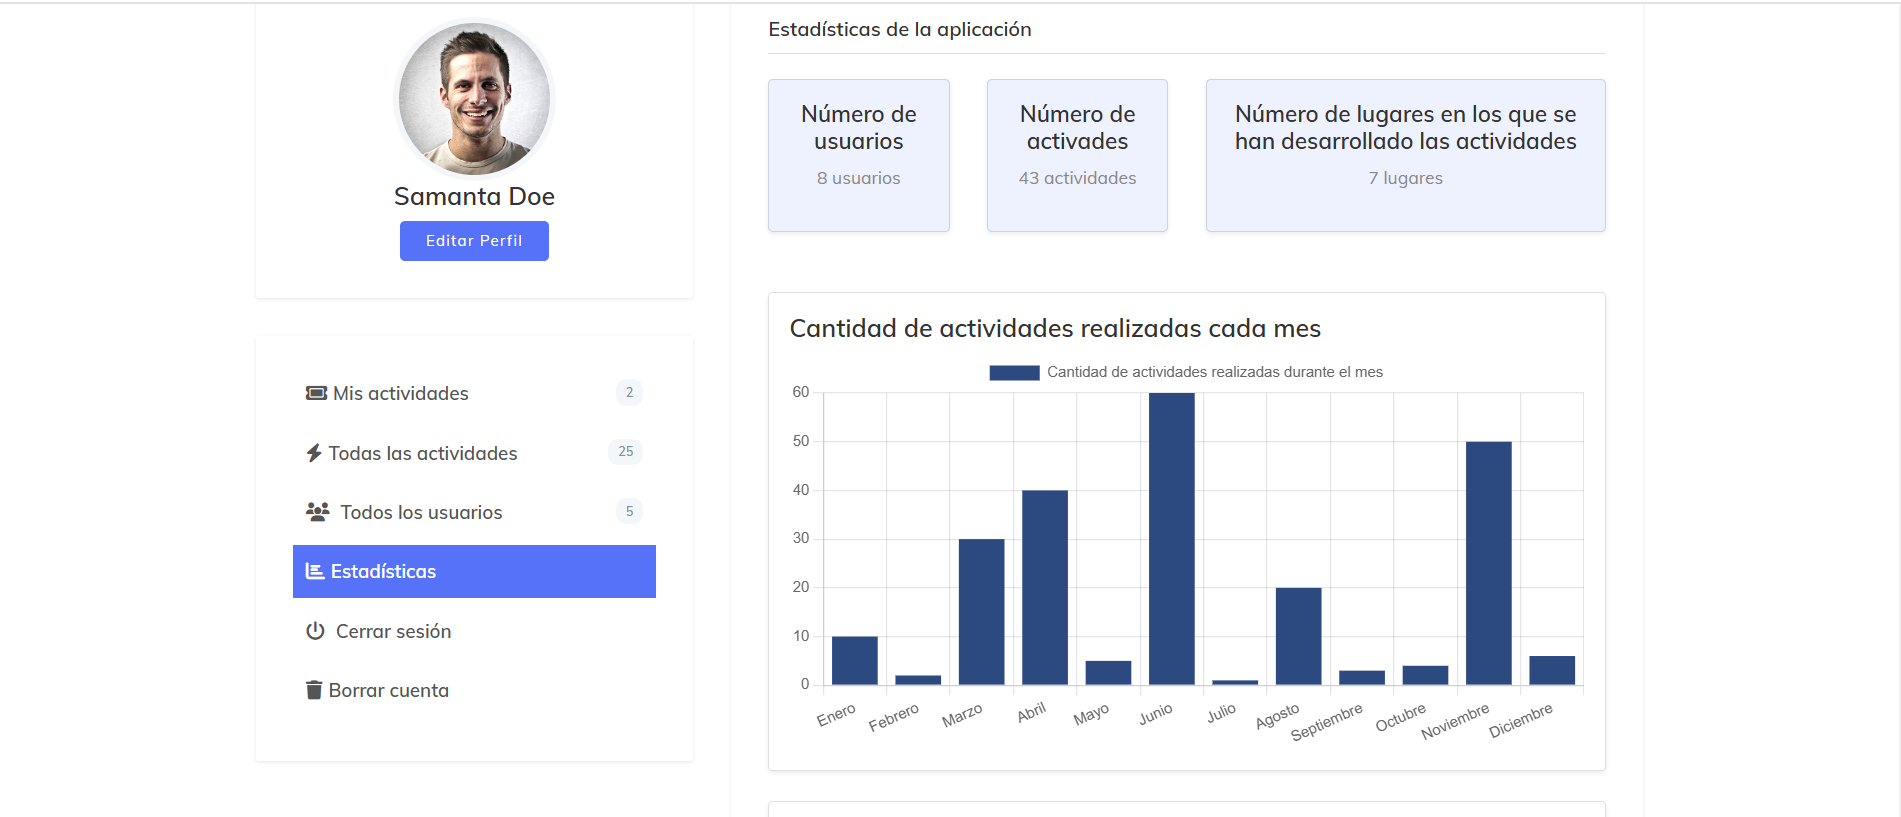 Samanta Doe
Editar Perfil
Mis actividades 2
Todas las actividades 25
Todos los usuarios 5
Estadísticas
Cerrar sesión
Borrar cuenta
Estadísticas de la aplicación
Número de
usuarios
8 usuarios
Número de
activades
43 actividades
Número de lugares en los que se
han desarrollado las actividades
7 lugares
Cantidad de actividades realizadas cada mes
Cantidad de actividades realizadas durante el mes
60
50
40
30
20
10
0
Enero
Febrero
Marzo
Abril
Mayo
Junio
Julio
Agosto
Septiembre
Octubre
Noviembre
Diciembre